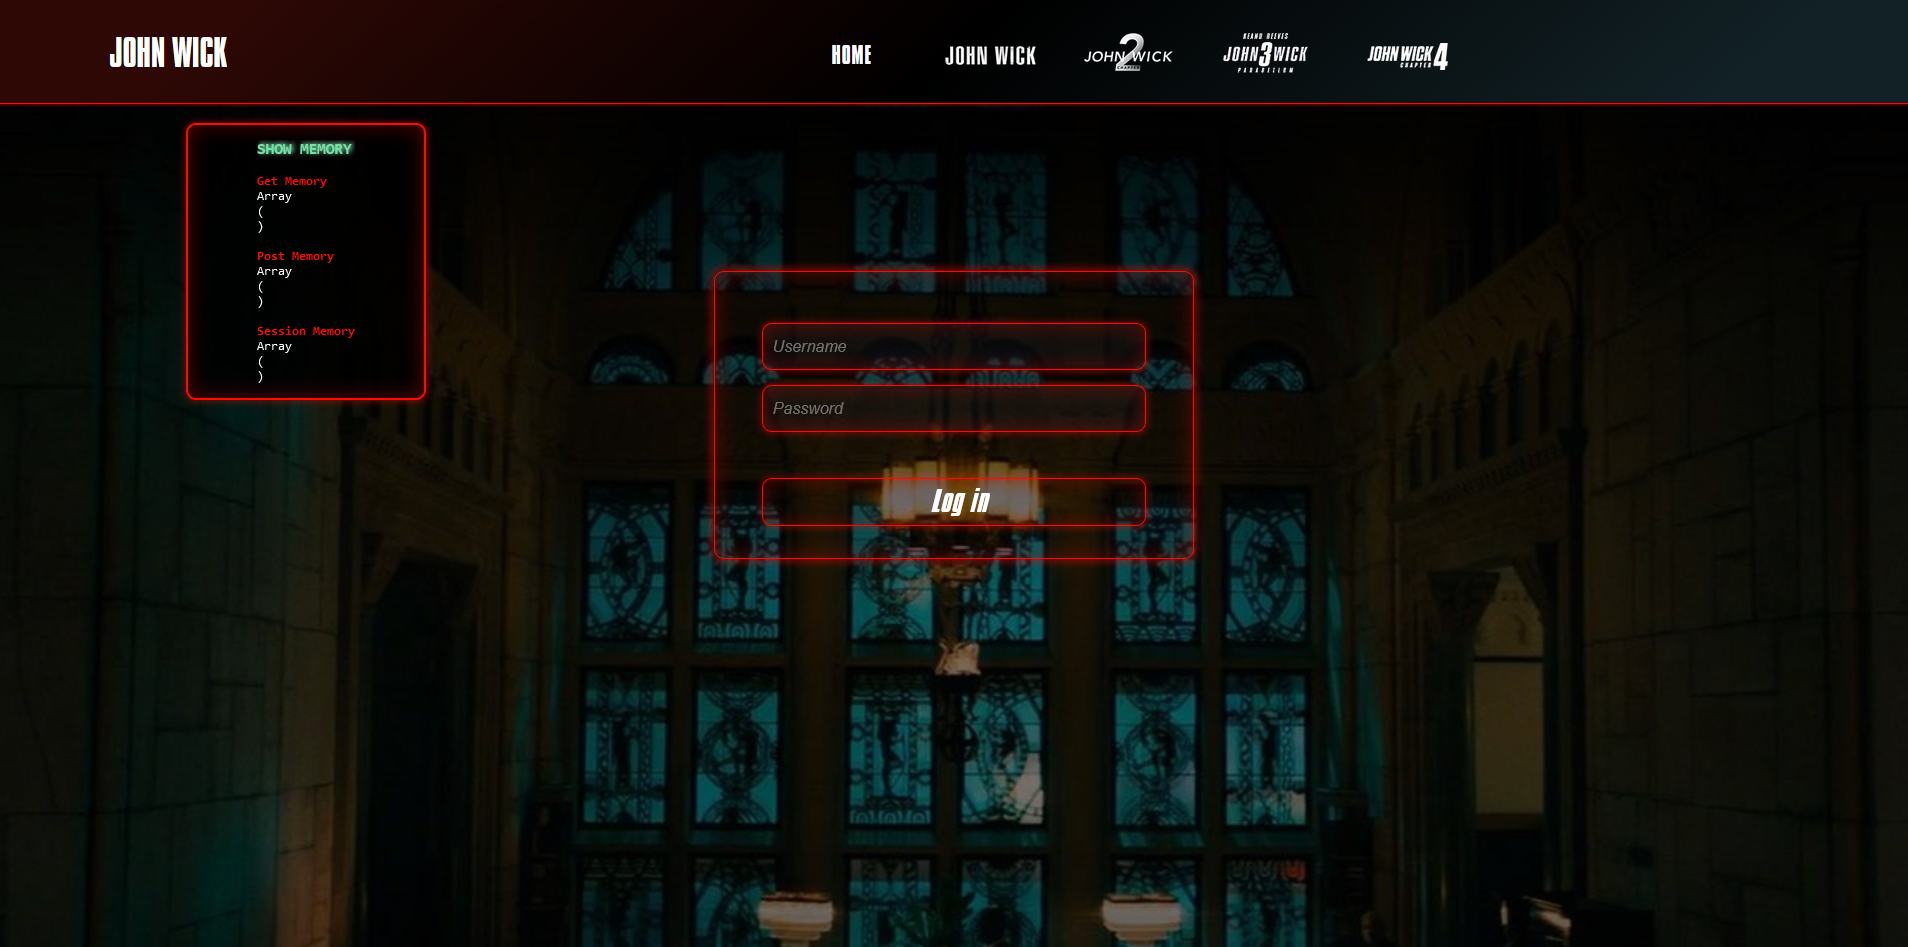 JOHN WICK
HOME
JOHN WICK
JOHN WICK 2
KEANU REEVES
JOHN 3 WICK
PARABELLUM
JOHN WICK 4
CHAPTER
SHOW MEMORY
Get Memory
Array
(
)
Post Memory
Array
(
)
Session Memory
Array
(
)
Username
Password
Log in